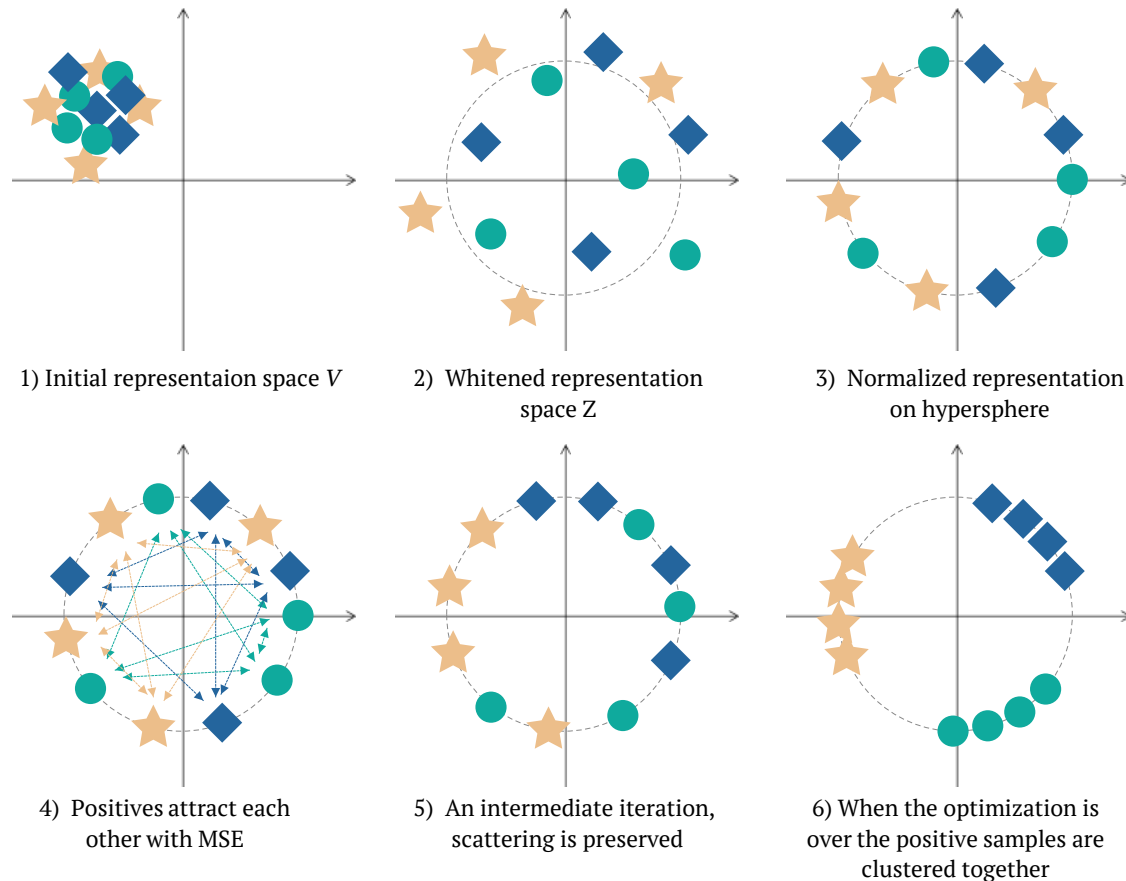 1) Initial representaion space V
2) Whitened representation
space Z
3) Normalized representation
on hypersphere
4) Positives attract each
other with MSE
5) An intermediate iteration,
scattering is preserved
6) When the optimization is
over the positive samples are
clustered together